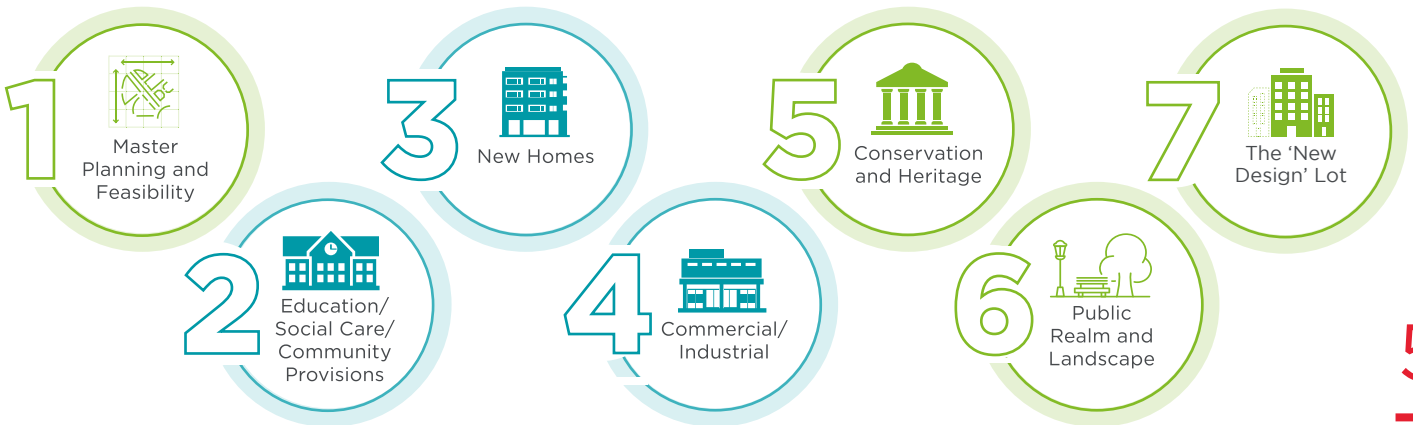 1
Master
Planning and
Feasibility
2
Education/
Social Care/
Community
Provisions
3
New Homes
4
Commercial/
Industrial
5
Conservation
and Heritage
6
Public
Realm and
Landscape
7
The ‘New
Design’ Lot